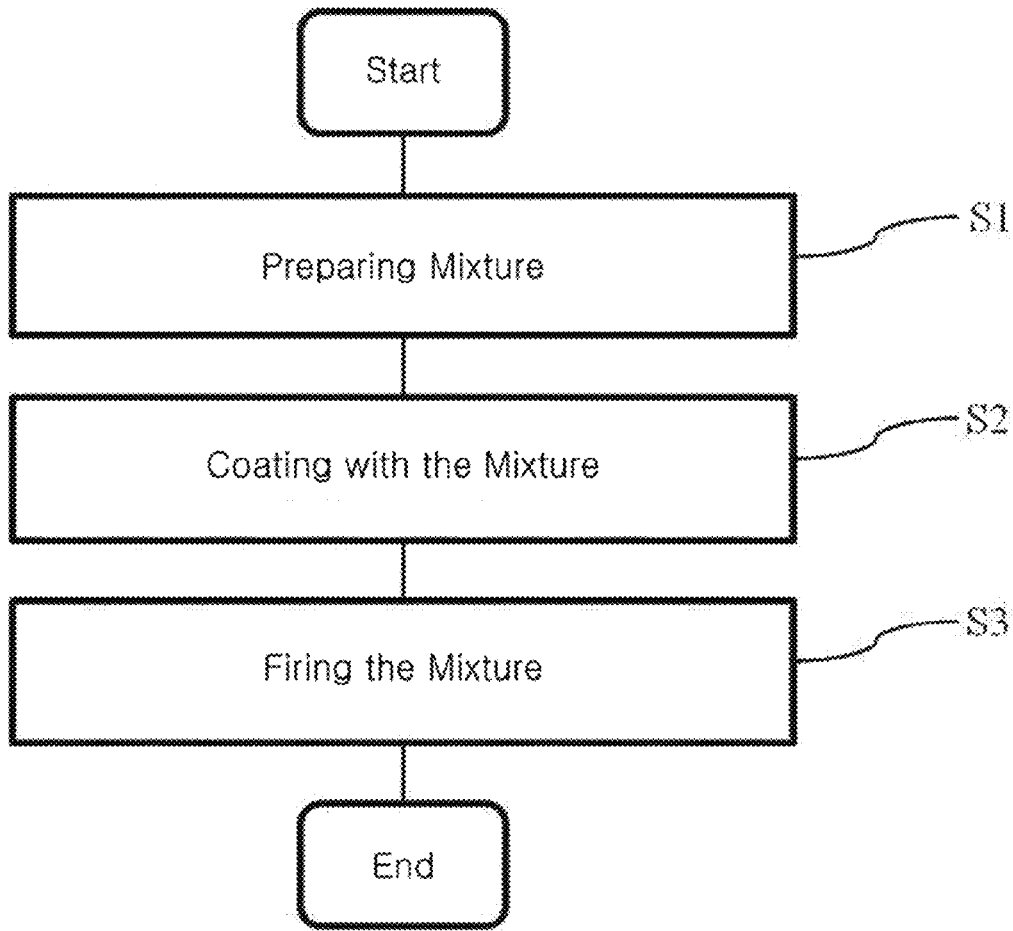 Start
Preparing Mixture
S1
Coating with the Mixture
S2
Firing the Mixture
S3
End